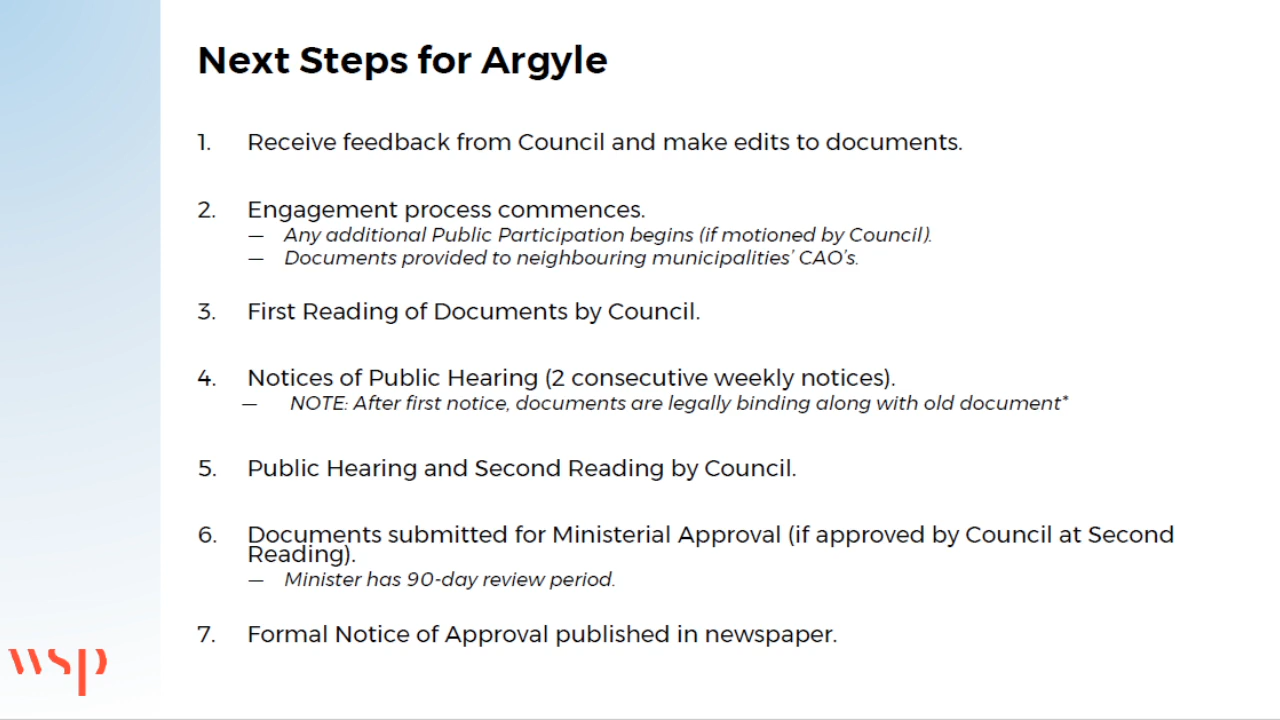 Next Steps for Argyle
1. Receive feedback from Council and make edits to documents.
2. Engagement process commences.
— Any additional Public Participation begins (if motioned by Council).
— Documents provided to neighbouring municipalities' CAO's.
3. First Reading of Documents by Council.
4. Notices of Public Hearing (2 consecutive weekly notices).
— NOTE: After first notice, documents are legally binding along with old document*
5. Public Hearing and Second Reading by Council.
6. Documents submitted for Ministerial Approval (if approved by Council at Second
Reading).
— Minister has 90-day review period.
7. Formal Notice of Approval published in newspaper.
wsp